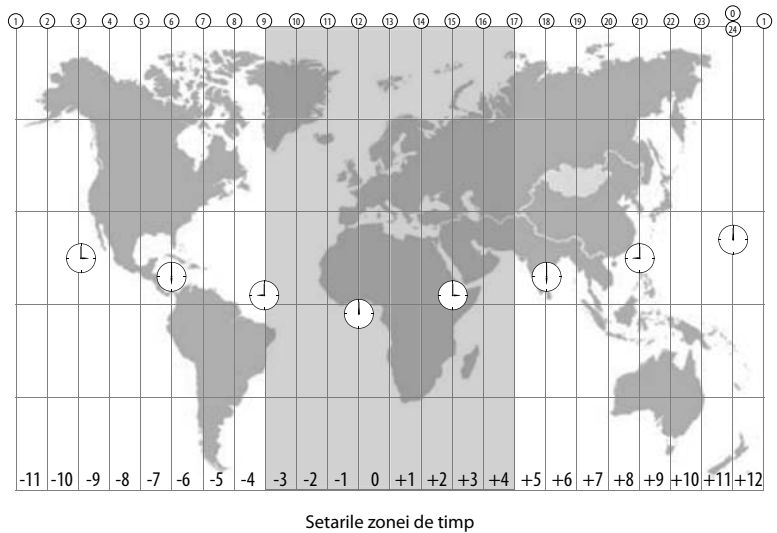 1 2 3 4 5 6 7 8 9 10 11 12 13 14 15 16 17 18 19 20 21 22 23 0 1
24
-11 -10 -9 -8 -7 -6 -5 -4 -3 -2 -1 0 +1 +2 +3 +4 +5 +6 +7 +8 +9 +10 +11 +12
Setarile zonei de timp